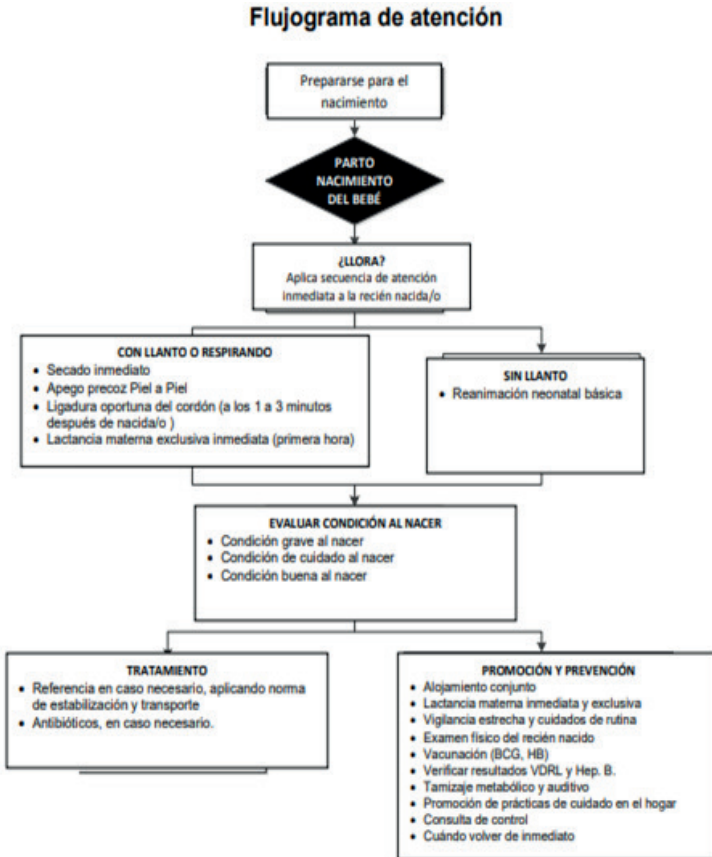 Flujograma de atención
Prepararse para el
nacimiento
PARTO
NACIMIENTO
DEL BEBÉ
¿LLORA?
Aplica secuencia de atención
inmediata a la recién nacida/o
CON LLANTO O RESPIRANDO
• Secado inmediato
• Apego precoz Piel a Piel
• Ligadura oportuna del cordón (a los 1 a 3 minutos
después de nacida/o )
• Lactancia materna exclusiva inmediata (primera hora)
SIN LLANTO
• Reanimación neonatal básica
EVALUAR CONDICIÓN AL NACER
• Condición grave al nacer
• Condición de cuidado al nacer
• Condición buena al nacer
TRATAMIENTO
• Referencia en caso necesario, aplicando norma
de estabilización y transporte
• Antibióticos, en caso necesario.
PROMOCIÓN Y PREVENCIÓN
• Alojamiento conjunto
• Lactancia materna inmediata y exclusiva
• Vigilancia estrecha y cuidados de rutina
• Examen físico del recién nacido
• Vacunación (BCG, HB)
• Verificar resultados VDRL y Hep. B.
• Tamizaje metabólico y auditivo
• Promoción de prácticas de cuidado en el hogar
• Consulta de control
• Cuándo volver de inmediato